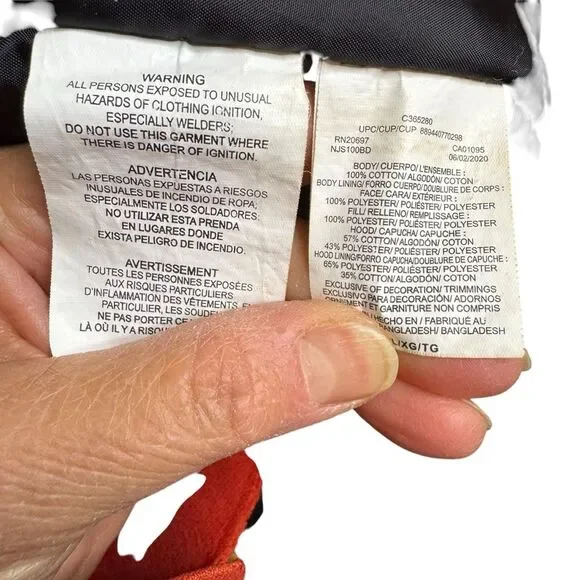 WARNING
ALL PERSONS EXPOSED TO UNUSUAL
HAZARDS OF CLOTHING IGNITION,
ESPECIALLY WELDERS;
DO NOT USE THIS GARMENT WHERE
THERE IS DANGER OF IGNITION.
ADVERTENCIA
LAS PERSONAS EXPUESTAS A RIESGOS
INUSUALES DE INCENDIO DE ROPA;
ESPECIALMENTE LOS SOLDADORES:
NO UTILIZAR ESTA PRENDA
EN LUGARES DONDE
EXISTA PELIGRO DE INCENDIO.
AVERTISSEMENT
TOUTES LES PERSONNES EXPOSÉES
AUX RISQUES PARTICULIERS
D'INFLAMMATION DES VÊTEMENTS, EN
PARTICULIER, LES SOUDEU
NE PAS PORTER CE
LÀ OÙ IL Y A RISQU
C365280
UPC/CUP/CUP 889440770298
RN20697 CA01095
NJS100BD 06/02/2020
BODY/ CUERPO/ L'ENSEMBLE :
100% COTTON/ALGODÓN/ COTON
BODY LINING/ FORRO CUERPO/DOUBLURE DE CORPS :
FACE/ CARA/ EXTÉRIEUR :
100% POLYESTER/ POLIÉSTER/ POLYESTER
FILL/ RELLENO/ REMPLISSAGE :
100% POLYESTER/ POLIÉSTER/ POLYESTER
HOOD/ CAPUCHA/ CAPUCHE :
57% COTTON/ALGODÓN/ COTON
43% POLYESTER/ POLIÉSTER/ POLYESTER
HOOD LINING/FORRO CAPUCHA/DOUBLURE DE CAPUCHE :
65% POLYESTER/ POLIÉSTER/ POLYESTER
35% COTTON/ALGODÓN/ COTON
EXCLUSIVE OF DECORATION/ TRIMMINGS
EXCLUSIVO PARA DECORACIÓN/ ADORNOS
ORNEMENT ET GARNITURE NON COMPRIS
HECHO EN / FABRIQUÉ AU
BANGLADESH/ BANGLADESH
L/XG/TG